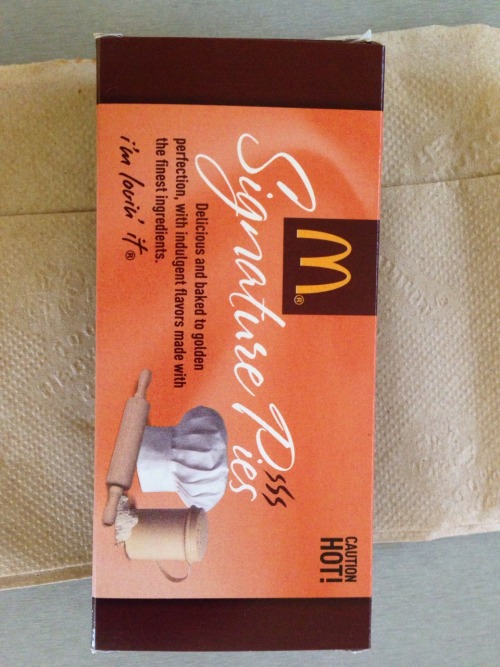 M®
CAUTION
HOT!
Signature Pies
Delicious and baked to golden
perfection, with indulgent flavors made with
the finest ingredients.
i'm lovin' it®